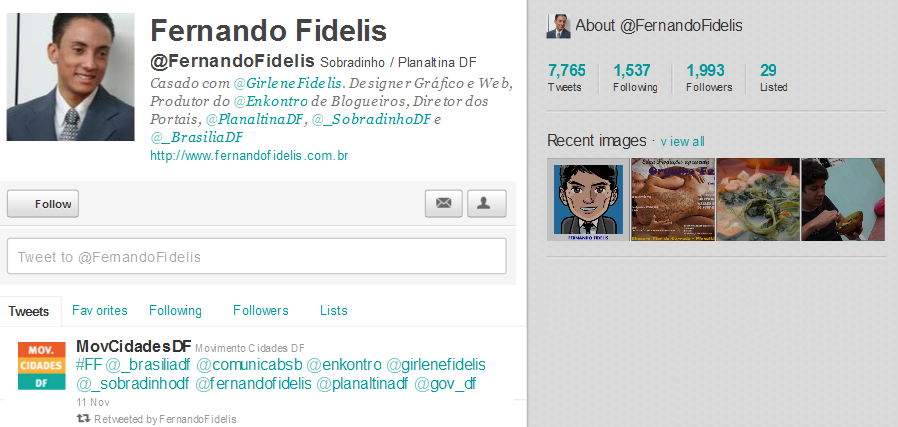 Fernando Fidelis
@FernandoFidelis Sobradinho / Planaltina DF
Casado com @GirleneFidelis. Designer Gráfico e Web,
Produtor do @Enkontro de Blogueiros, Diretor dos
Portais, @PlanaltinaDF, @_SobradinhoDF e
@_BrasiliaDF
http://www.fernandofidelis.com.br
Follow
Tweet to @FernandoFidelis
Tweets Favorites Following Followers Lists
MOV.
CIDADES
DF
MovCidadesDF Movimento Cidades DF
#FF @_brasiliadf @comunicabsb @enkontro @girlenefidelis
@_sobradinhodf @fernandofidelis @planaltinadf @gov_df
11 Nov
Retweeted by FernandoFidelis
About @FernandoFidelis
7,765 1,537 1,993 29
Tweets Following Followers Listed
Recent images · view all
FERNANDO FIDELIS